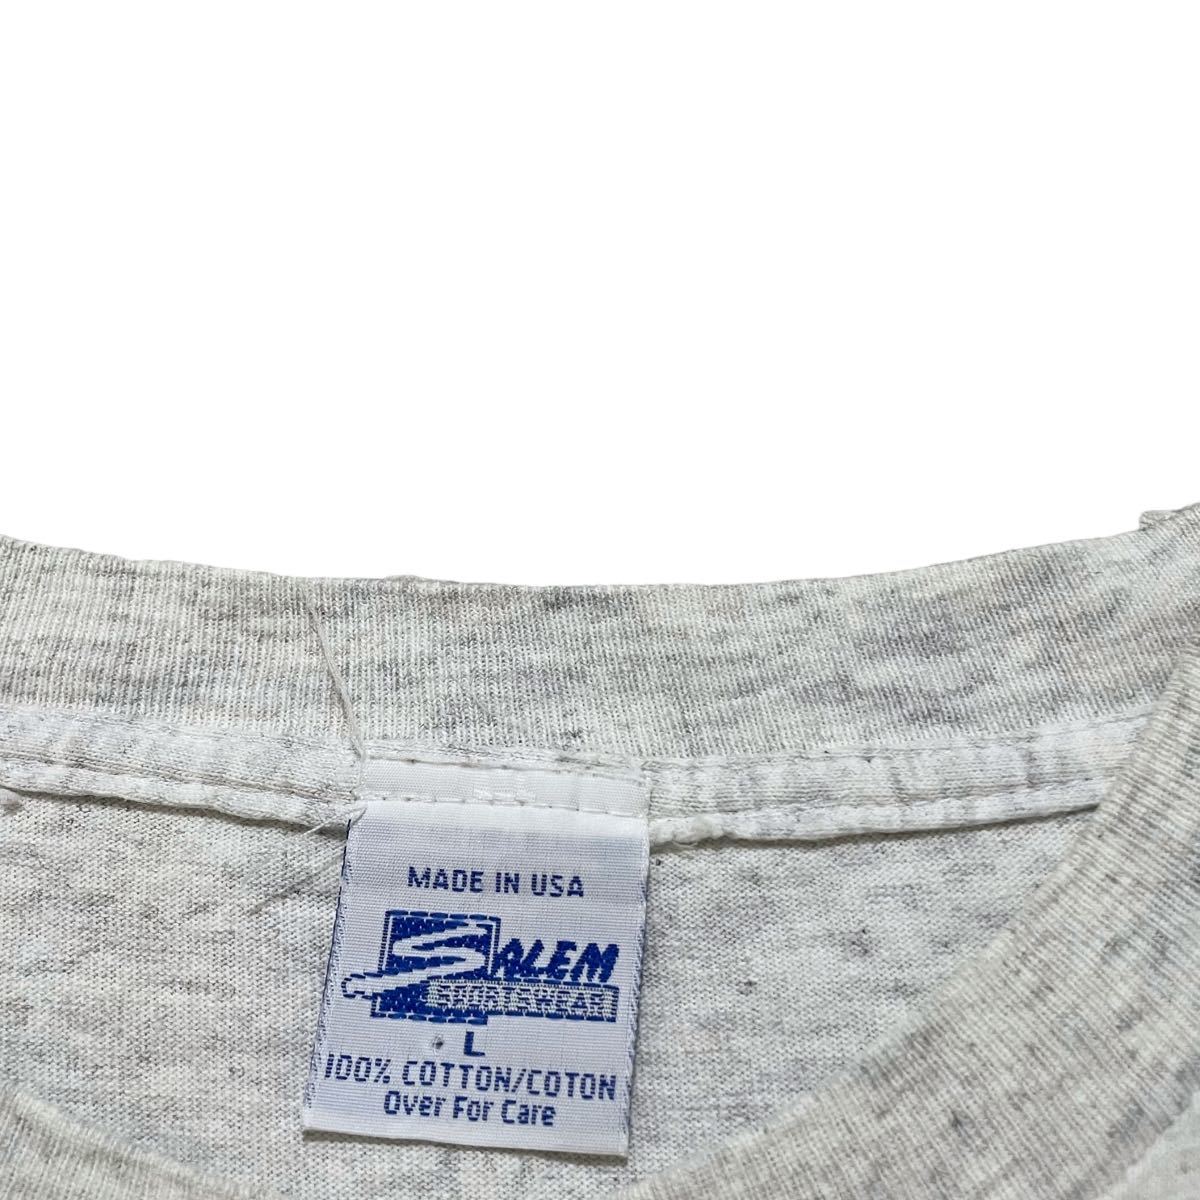 MADE IN USA
SALEM
SPORTSWEAR
L
100% COTTON/COTON
Over For Care